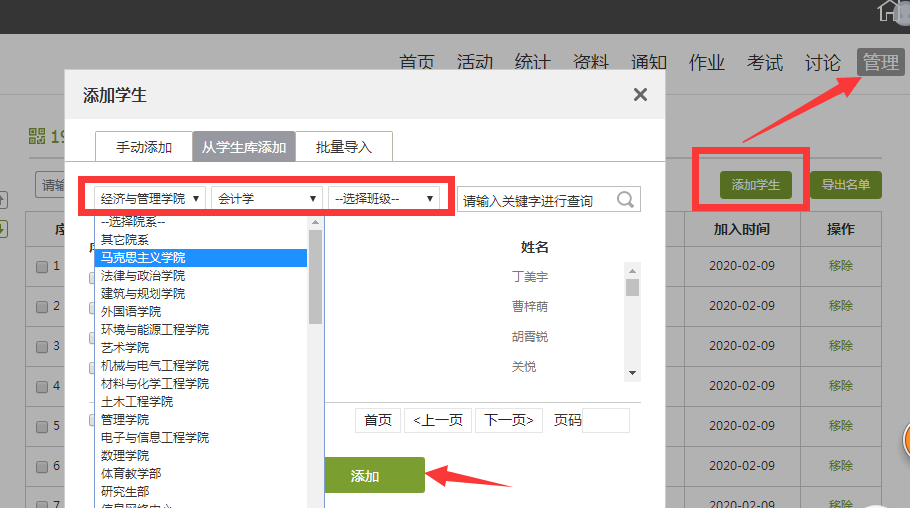 首页 活动 统计 资料 通知 作业 考试 讨论 管理
添加学生
手动添加 从学生库添加 批量导入
19
请输
经济与管理学院 会计学 --选择班级-- 请输入关键字进行查询
添加学生 导出名单
--选择院系--
其它院系
马克思主义学院
法律与政治学院
建筑与规划学院
外国语学院
环境与能源工程学院
艺术学院
机械与电气工程学院
材料与化学工程学院
土木工程学院
管理学院
电子与信息工程学院
数理学院
体育教学部
研究生部
信息网络中心
姓名
丁美宇
曹梓萌
胡霄锐
关悦
首页 <上一页 下一页> 页码
添加
加入时间 操作
1 2020-02-09 移除
2 2020-02-09 移除
3 2020-02-09 移除
4 2020-02-09 移除
5 2020-02-09 移除
6 2020-02-09 移除
7 2020-02-09 移除